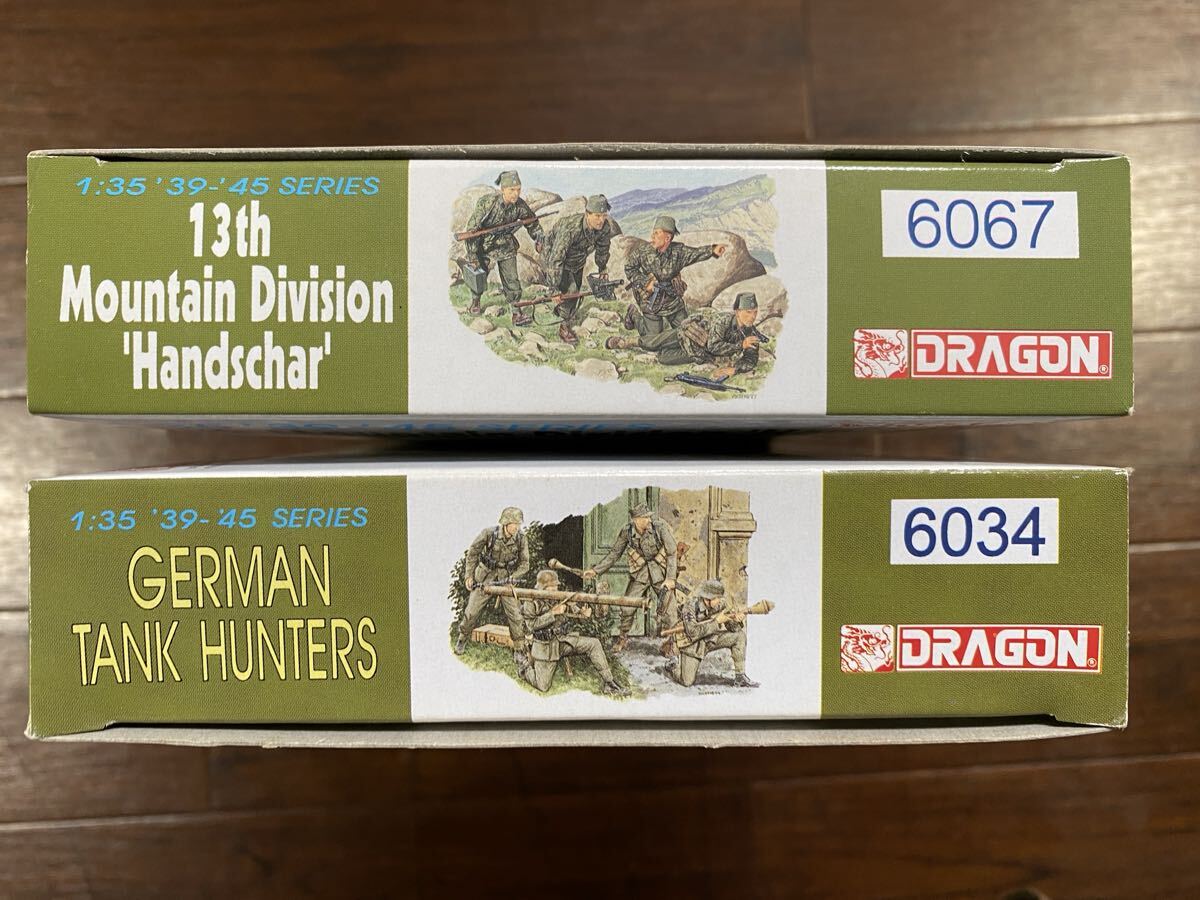 1:35 '39-'45 SERIES
13th
Mountain Division
'Handschar'
6067
DRAGON®
1:35 '39-'45 SERIES
GERMAN
TANK HUNTERS
6034
DRAGON®